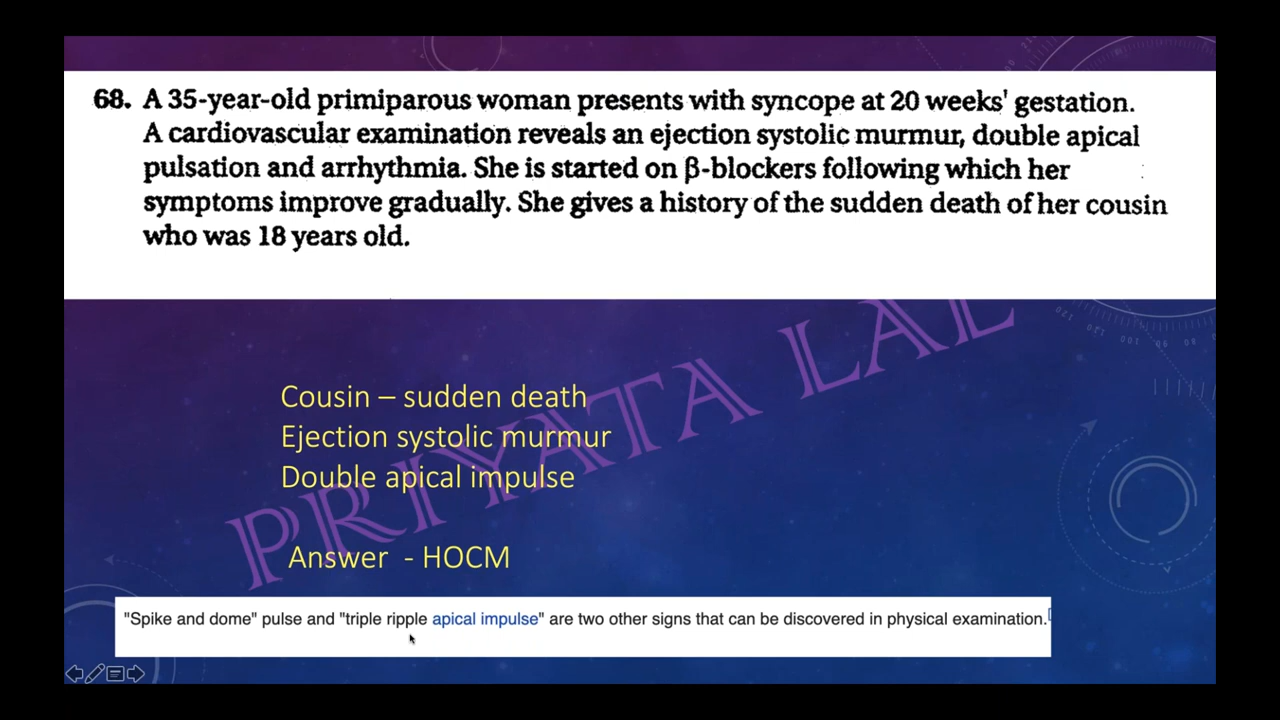 68. A 35-year-old primiparous woman presents with syncope at 20 weeks' gestation.
A cardiovascular examination reveals an ejection systolic murmur, double apical
pulsation and arrhythmia. She is started on β-blockers following which her
symptoms improve gradually. She gives a history of the sudden death of her cousin
who was 18 years old.
PRIYATA LAL
Cousin – sudden death
Ejection systolic murmur
Double apical impulse
Answer - HOCM
"Spike and dome" pulse and "triple ripple apical impulse" are two other signs that can be discovered in physical examination.